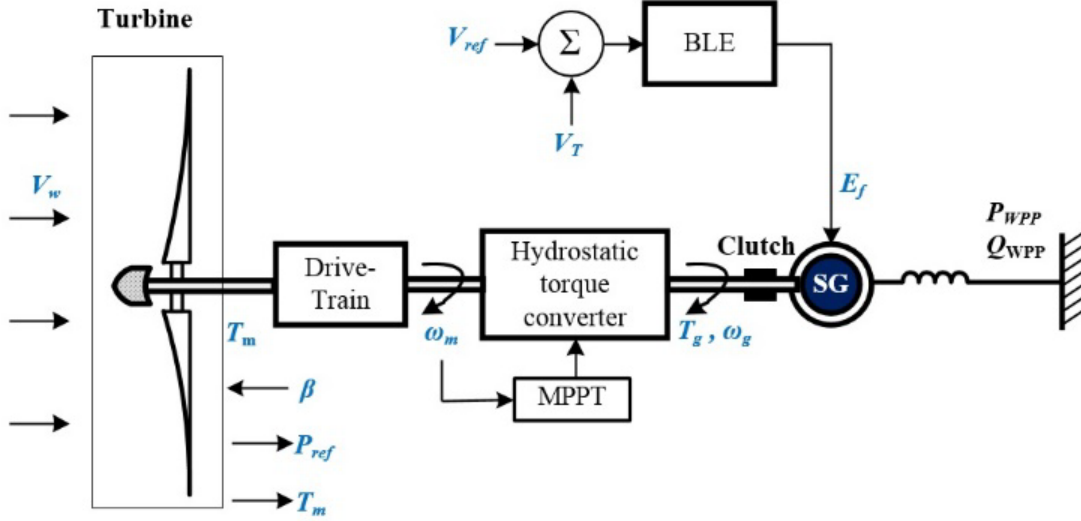 Turbine
V_ref
Σ
BLE
V_T
V_w
E_f
P_WPP
Q_WPP
Clutch
Drive-
Train
Hydrostatic
torque
converter
SG
T_m
ω_m
T_g , ω_g
β
MPPT
P_ref
T_m